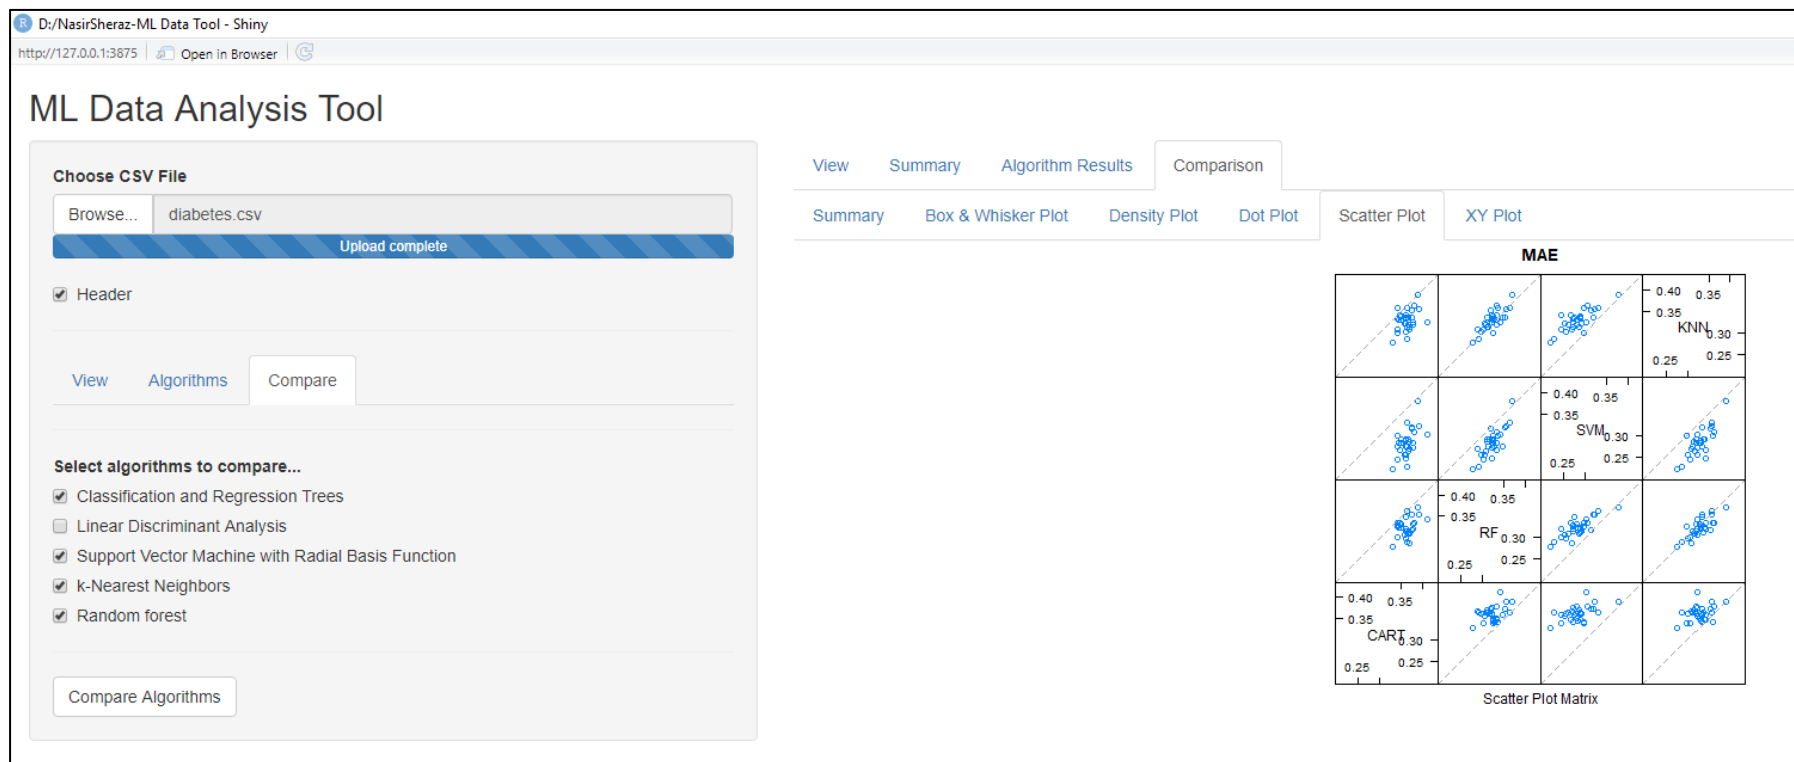 D:/NasirSheraz-ML Data Tool - Shiny
http://127.0.0.1:3875 Open in Browser
ML Data Analysis Tool
Choose CSV File
Browse... diabetes.csv
Upload complete
Header
View Algorithms Compare
Select algorithms to compare...
Classification and Regression Trees
Linear Discriminant Analysis
Support Vector Machine with Radial Basis Function
k-Nearest Neighbors
Random forest
Compare Algorithms
View Summary Algorithm Results Comparison
Summary Box & Whisker Plot Density Plot Dot Plot Scatter Plot XY Plot
MAE
0.40 0.35
0.35
KNN 0.30
0.25 0.25
0.40 0.35
0.35
SVM 0.30
0.25 0.25
0.40 0.35
0.35
RF 0.30
0.25 0.25
0.40 0.35
0.35
CART 0.30
0.25 0.25
Scatter Plot Matrix